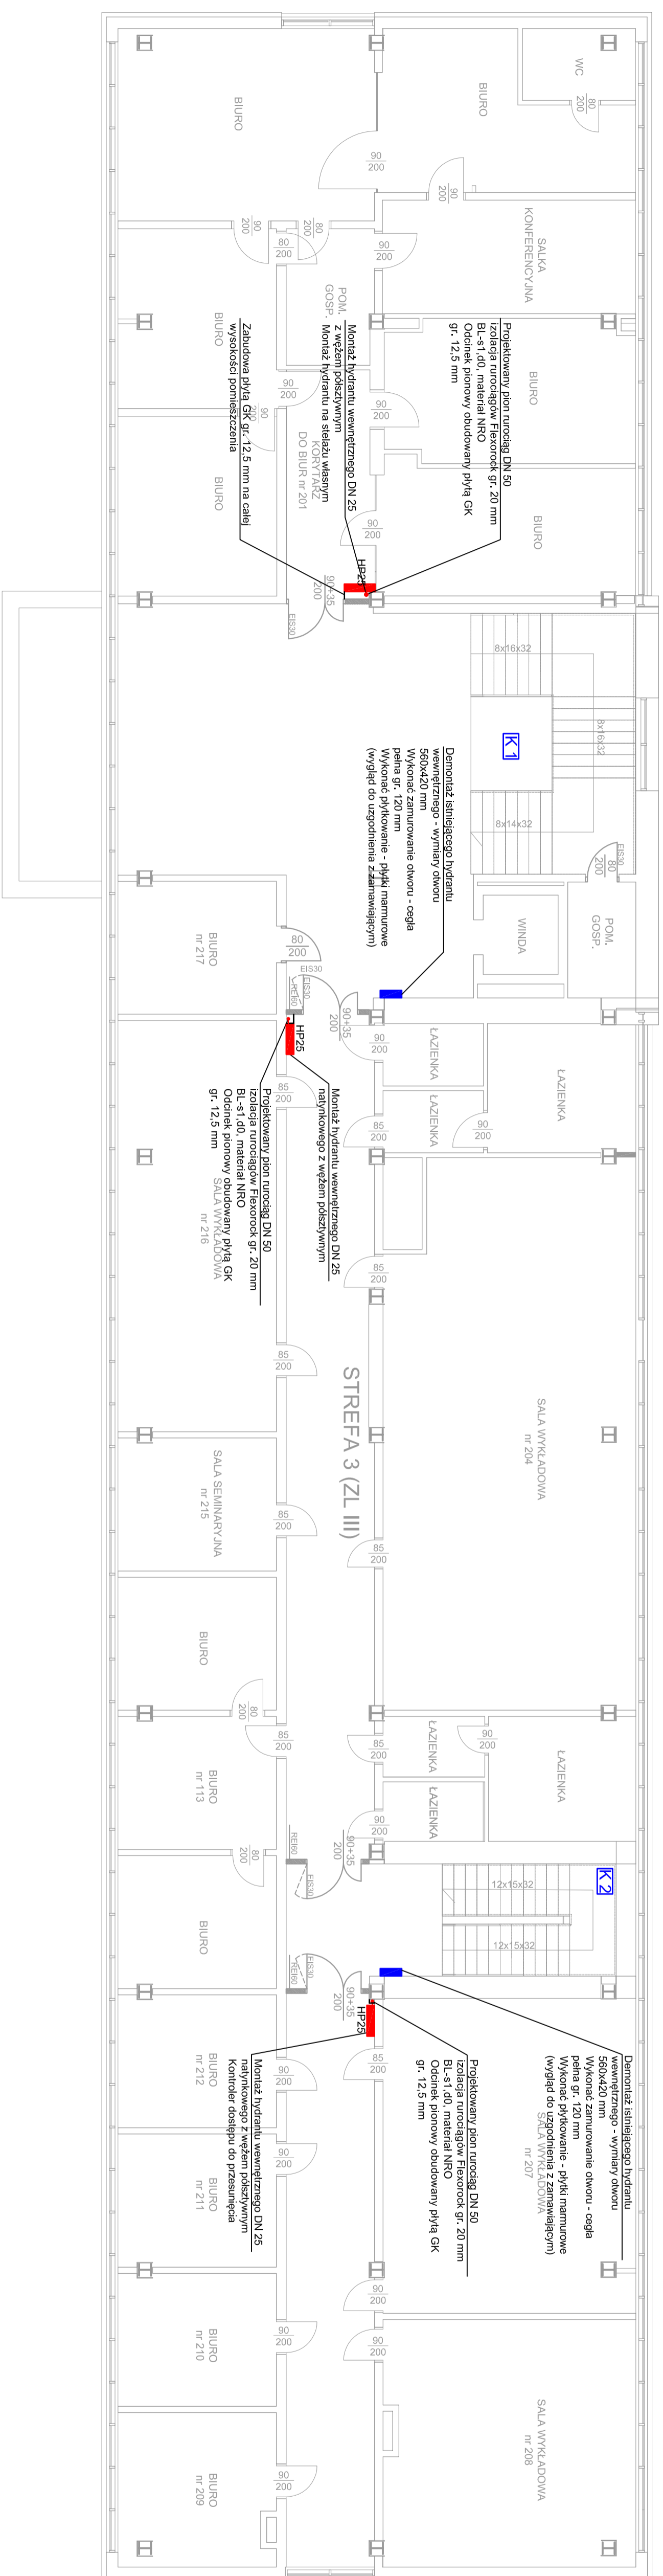 WC
80
200
BIURO
BIURO
90
200
90
200
SALKA
KONFERENCYJNA
90
200
80
200
80
200
90
200
POM.
GOSP.
BIURO
BIURO
Projektowany pion rurociąg DN 50
izolacja rurociągów Flexorock gr. 20 mm
BL-s1,d0, materiał NRO
Odcinek pionowy obudowany płytą GK
gr. 12,5 mm
Montaż hydrantu wewnętrznego DN 25
z wężem półsztywnym
Montaż hydrantu na stelażu własnym
Zabudowa płytą GK gr. 12,5 mm na całej
wysokości pomieszczenia
90
200
90
200
90
200
KORYTARZ
DO BIUR nr 201
BIURO
BIURO
90
200
HP25
90+35
200
EIS30
8x16x32
8x16x32
8x14x32
K 1
EIS30
80
200
POM.
GOSP.
WINDA
Demontaż istniejącego hydrantu
wewnętrznego - wymiary otworu
560x420 mm
Wykonać zamurowanie otworu - cegła
pełna gr. 120 mm
Wykonać płytkowanie - płytki marmurowe
(wygląd do uzgodnienia z zamawiającym)
BIURO
nr 217
80
200
EIS30
EIS30
REI60
90+35
200
HP25
90
200
ŁAZIENKA
ŁAZIENKA
ŁAZIENKA
90
200
85
200
85
200
Montaż hydrantu wewnętrznego DN 25
natynkowego z wężem półsztywnym
Projektowany pion rurociąg DN 50
izolacja rurociągów Flexorock gr. 20 mm
BL-s1,d0, materiał NRO
Odcinek pionowy obudowany płytą GK
gr. 12,5 mm
SALA WYKŁADOWA
nr 216
85
200
85
200
STREFA 3 (ZL III)
SALA WYKŁADOWA
nr 204
SALA SEMINARYJNA
nr 215
85
200
85
200
BIURO
80
200
85
200
85
200
90
200
ŁAZIENKA
ŁAZIENKA
ŁAZIENKA
BIURO
nr 113
90
200
80
200
REI60
90+35
200
EIS30
BIURO
K 2
12x15x32
12x15x32
EIS30
REI60
90+35
200
HP25
Demontaż istniejącego hydrantu
wewnętrznego - wymiary otworu
560x420 mm
Wykonać zamurowanie otworu - cegła
pełna gr. 120 mm
Wykonać płytkowanie - płytki marmurowe
(wygląd do uzgodnienia z zamawiającym)
SALA WYKŁADOWA
nr 207
Projektowany pion rurociąg DN 50
izolacja rurociągów Flexorock gr. 20 mm
BL-s1,d0, materiał NRO
Odcinek pionowy obudowany płytą GK
gr. 12,5 mm
Montaż hydrantu wewnętrznego DN 25
natynkowego z wężem półsztywnym
Kontroler dostępu do przesunięcia
85
200
90
200
BIURO
nr 212
90
200
BIURO
nr 211
90
200
90
200
90
200
BIURO
nr 210
SALA WYKŁADOWA
nr 208
90
200
BIURO
nr 209